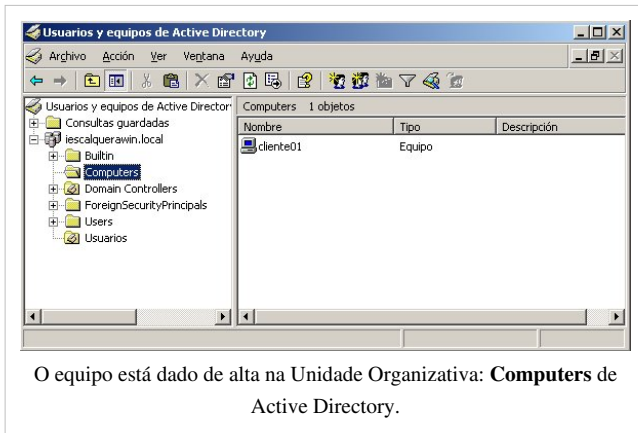 Usuarios y equipos de Active Directory
Archivo Acción Ver Ventana Ayuda
Usuarios y equipos de Active Director
Consultas guardadas
iescalquerawin.local
Builtin
Computers
Domain Controllers
ForeignSecurityPrincipals
Users
Usuarios
Computers 1 objetos
Nombre Tipo Descripción
cliente01 Equipo
O equipo está dado de alta na Unidade Organizativa: Computers de
Active Directory.